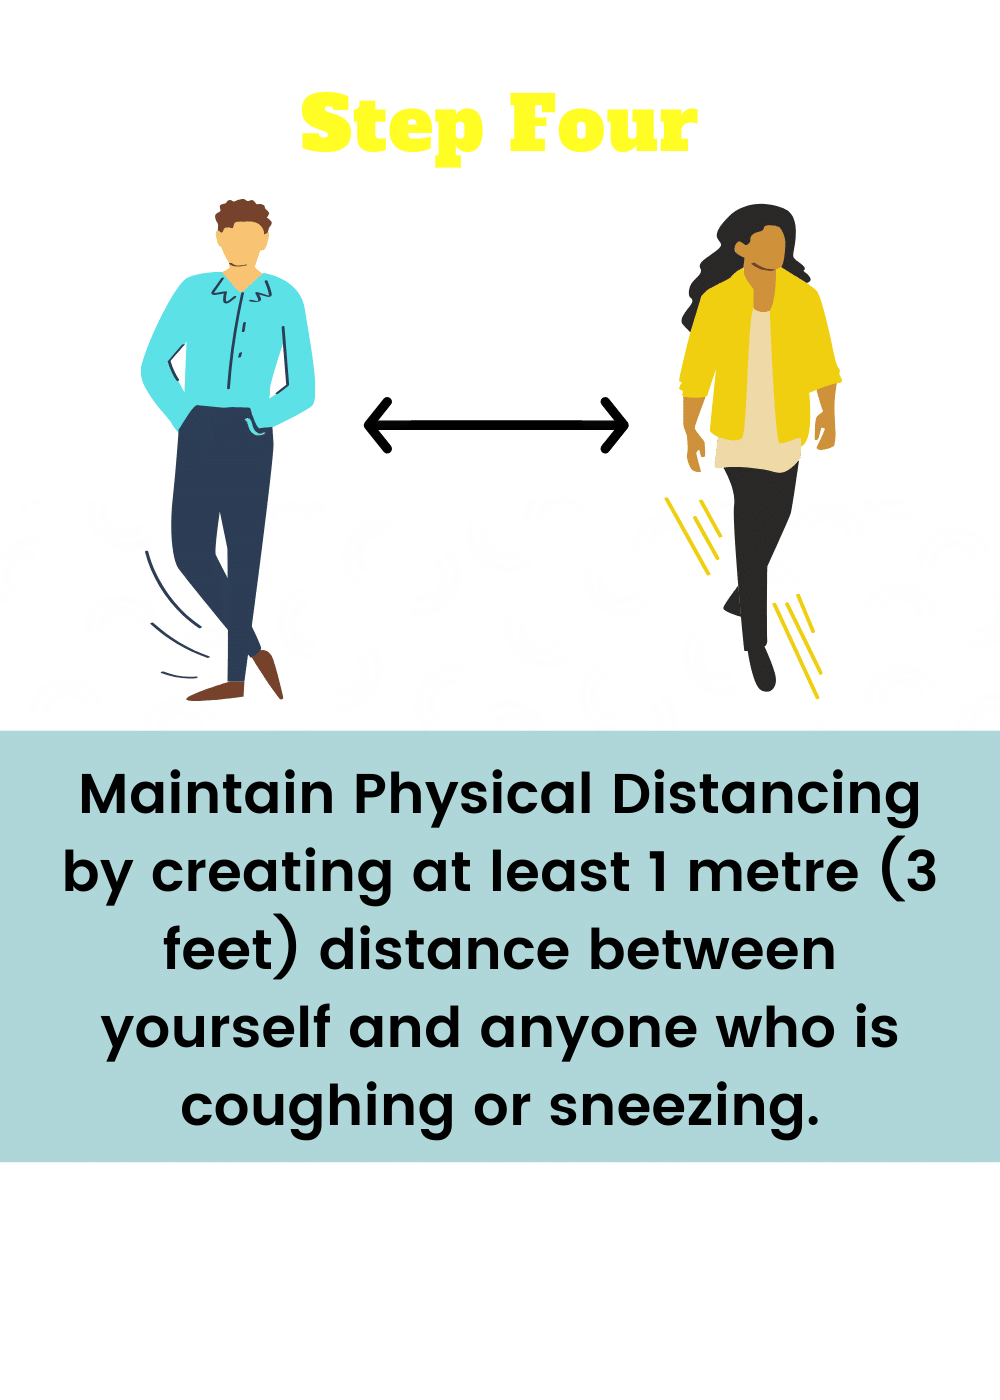 Step Four
Maintain Physical Distancing
by creating at least 1 metre (3
feet) distance between
yourself and anyone who is
coughing or sneezing.